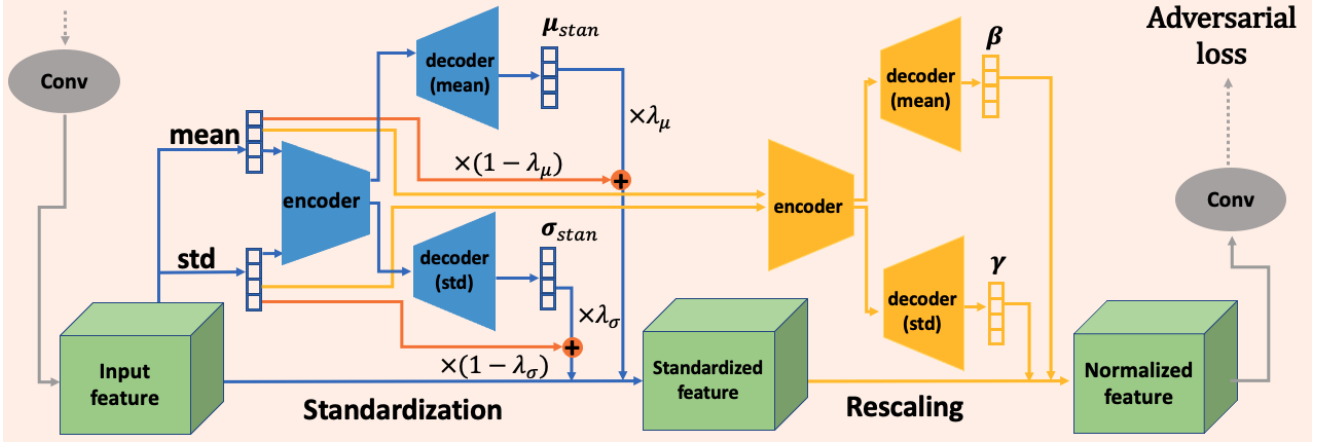 Conv
mean
std
encoder
decoder
(mean)
decoder
(std)
μ_stan
σ_stan
×λ_μ
×(1 − λ_μ)
+
×λ_σ
×(1 − λ_σ)
+
Input
feature
Standardization
Standardized
feature
encoder
decoder
(mean)
decoder
(std)
β
γ
Rescaling
Normalized
feature
Conv
Adversarial
loss